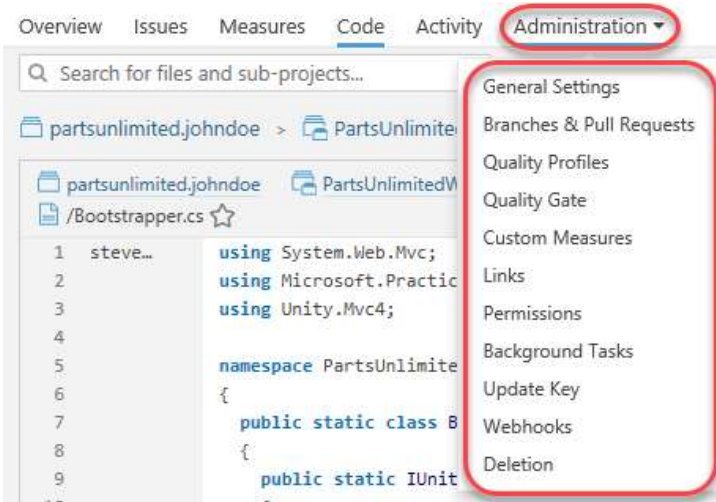 Overview Issues Measures Code Activity Administration
Search for files and sub-projects...
partsunlimited.johndoe > PartsUnlimite
partsunlimited.johndoe PartsUnlimitedW
/Bootstrapper.cs
1 steve… using System.Web.Mvc;
2 using Microsoft.Practic
3 using Unity.Mvc4;
4
5 namespace PartsUnlimite
6 {
7 public static class B
8 {
9 public static IUnit
General Settings
Branches & Pull Requests
Quality Profiles
Quality Gate
Custom Measures
Links
Permissions
Background Tasks
Update Key
Webhooks
Deletion